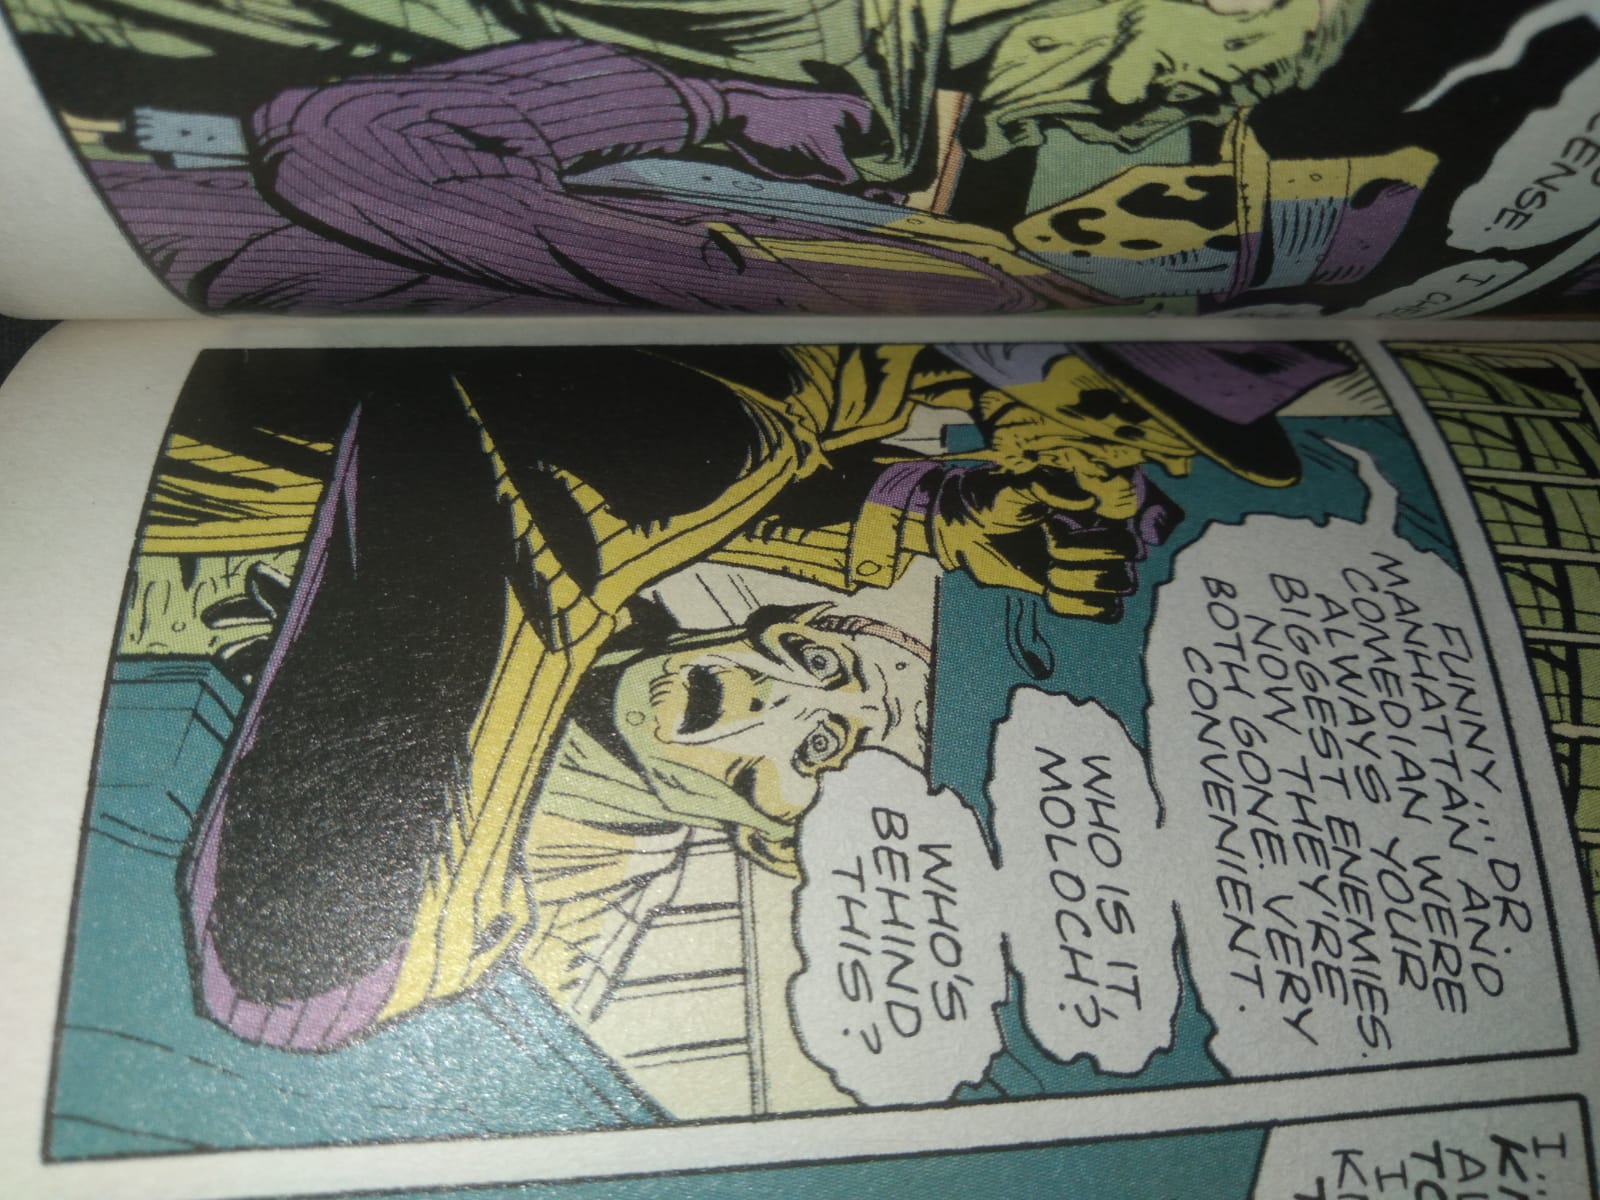 CENSE.
I
FUNNY...DR.
MANHATTAN AND
COMEDIAN WERE
ALWAYS YOUR
BIGGEST ENEMIES.
NOW THEY'RE
BOTH GONE. VERY
CONVENIENT.
WHO IS IT,
MOLOCH?
WHO'S
BEHIND
THIS?
I...